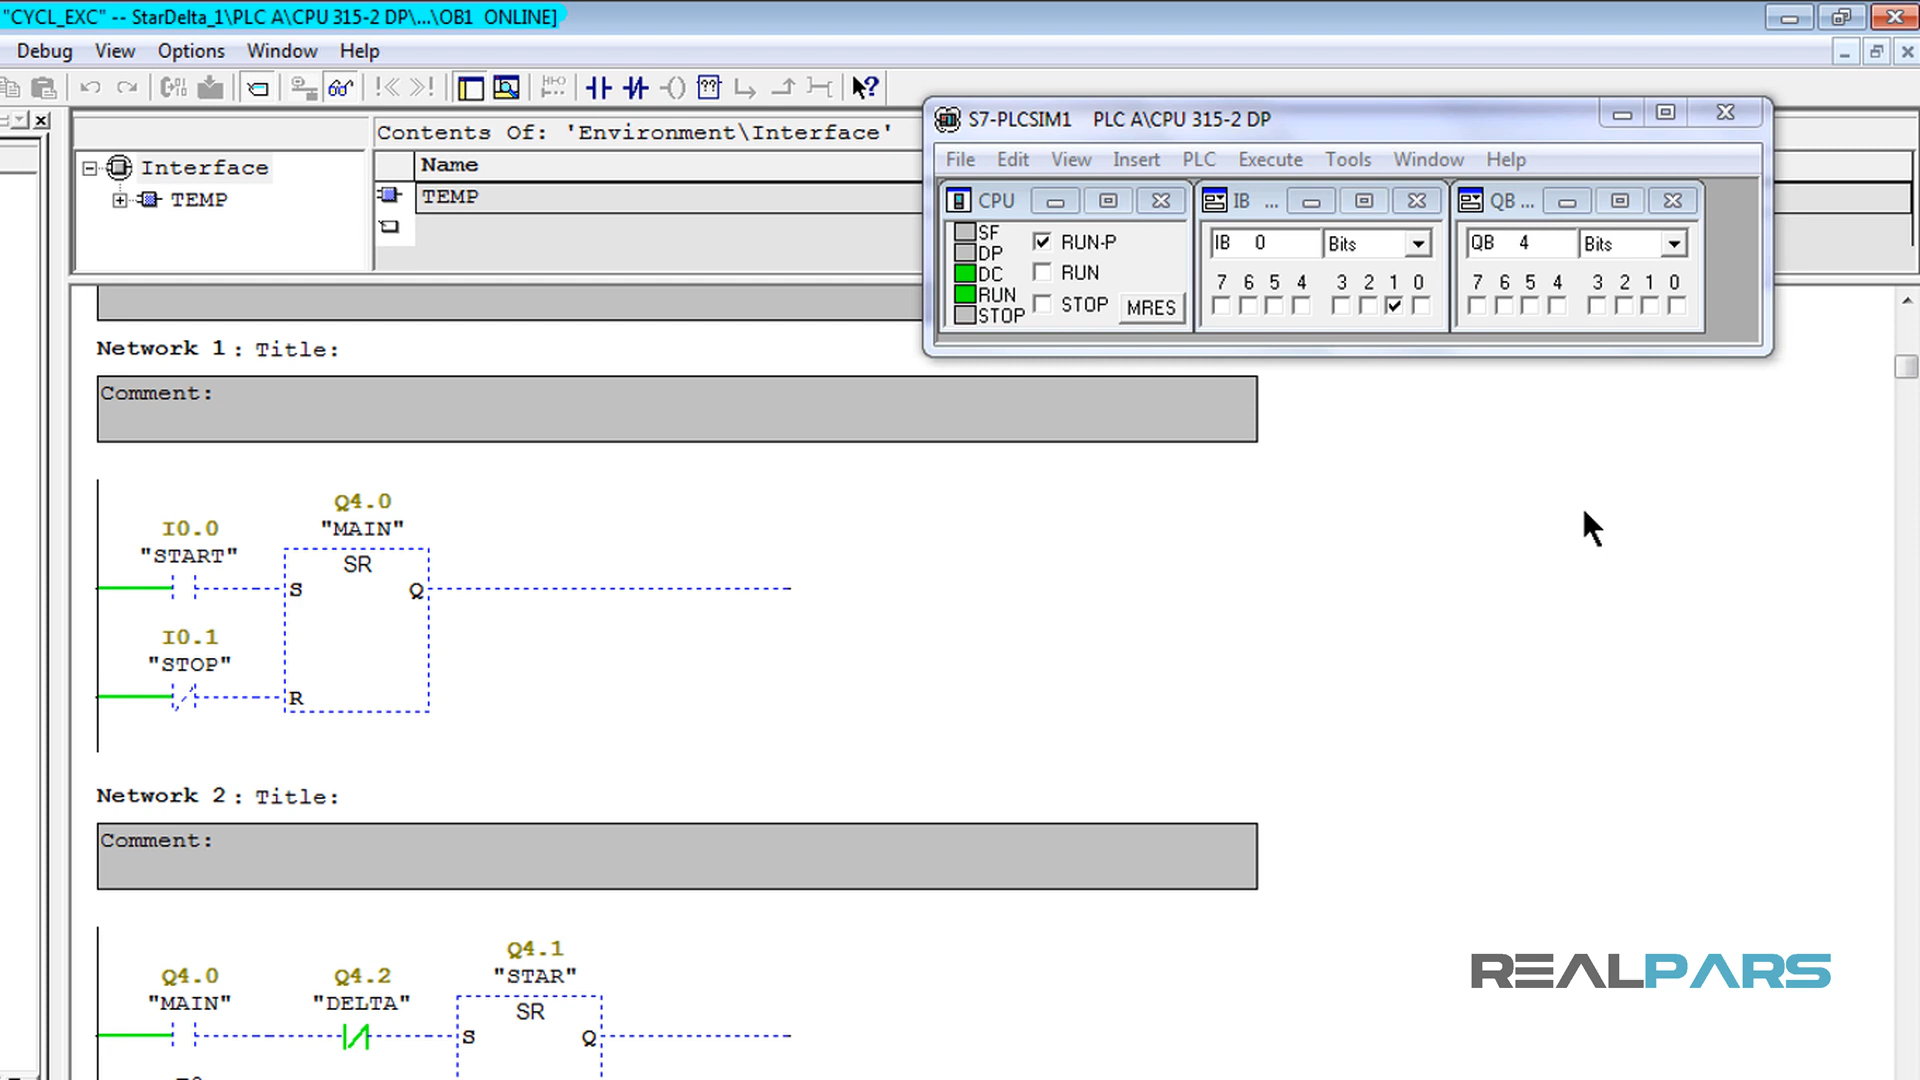 "CYCL_EXC" -- StarDelta_1\PLC A\CPU 315-2 DP\...\OB1 ONLINE]
Debug View Options Window Help
Contents Of: 'Environment\Interface'
Interface
TEMP
Name
TEMP
S7-PLCSIM1 PLC A\CPU 315-2 DP
File Edit View Insert PLC Execute Tools Window Help
CPU
SF
DP
DC
RUN
STOP
RUN-P
RUN
STOP
MRES
IB ...
IB 0 Bits
7 6 5 4 3 2 1 0
QB ...
QB 4 Bits
7 6 5 4 3 2 1 0
Network 1 : Title:
Comment:
Q4.0
"MAIN"
I0.0
"START"
SR
S Q
I0.1
"STOP"
R
Network 2 : Title:
Comment:
Q4.1
"STAR"
Q4.0 Q4.2
"MAIN" "DELTA"
SR
S Q
REALPARS